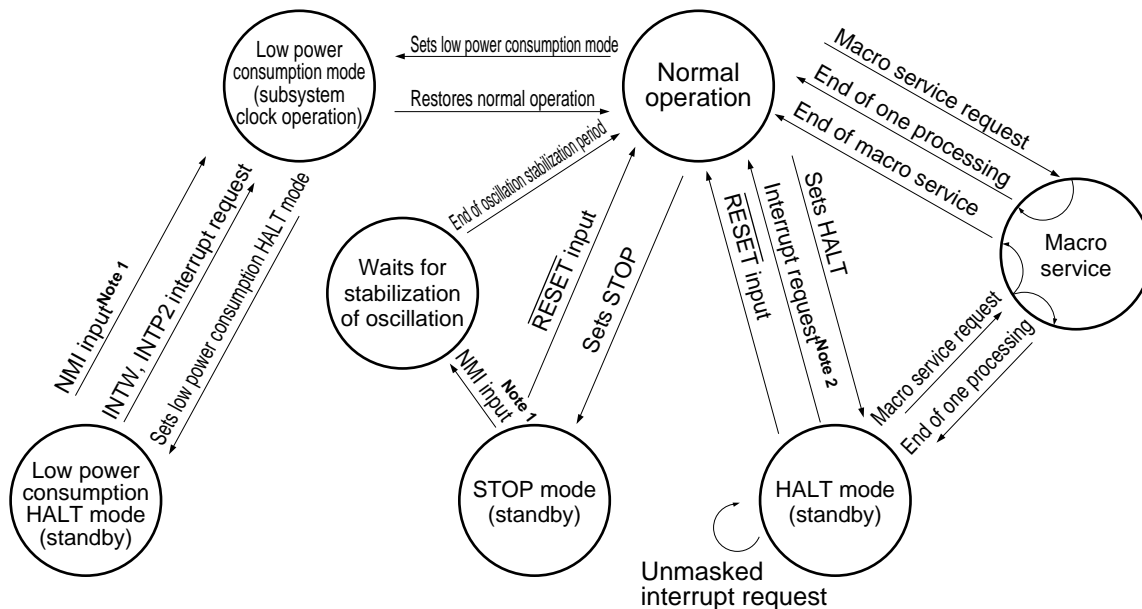 Low power
consumption mode
(subsystem
clock operation)
Sets low power consumption mode
Restores normal operation
Normal
operation
Macro service request
End of one processing
End of macro service
Macro
service
End of oscillation stabilization period
Waits for
stabilization
of oscillation
NMI input Note 1
INTW, INTP2 interrupt request
Sets low power consumption HALT mode
RESET input
Sets STOP
NMI input Note 1
RESET input
Interrupt request Note 2
Sets HALT
Macro service request
End of one processing
Low power
consumption
HALT mode
(standby)
STOP mode
(standby)
HALT mode
(standby)
Unmasked
interrupt request